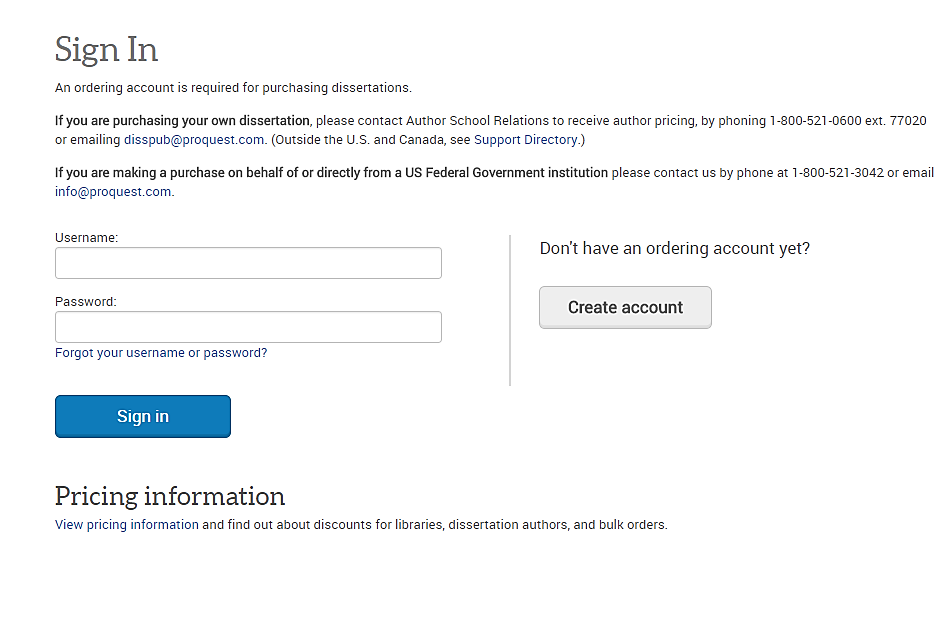 Sign In
An ordering account is required for purchasing dissertations.
If you are purchasing your own dissertation, please contact Author School Relations to receive author pricing, by phoning 1-800-521-0600 ext. 77020
or emailing disspub@proquest.com. (Outside the U.S. and Canada, see Support Directory.)
If you are making a purchase on behalf of or directly from a US Federal Government institution please contact us by phone at 1-800-521-3042 or email
info@proquest.com.
Username:
Password:
Forgot your username or password?
Sign in
Don't have an ordering account yet?
Create account
Pricing information
View pricing information and find out about discounts for libraries, dissertation authors, and bulk orders.